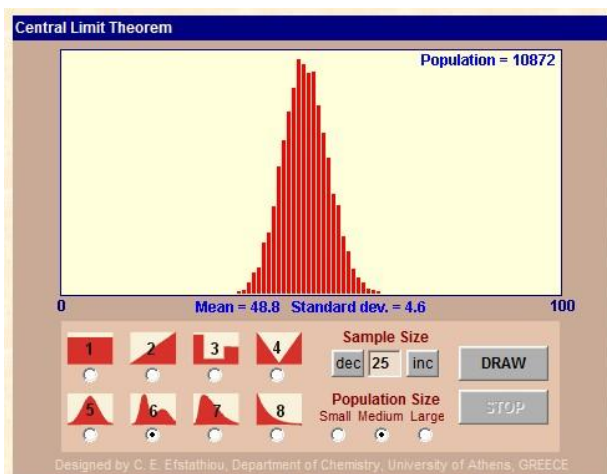 Central Limit Theorem
Population = 10872
0 Mean = 48.8 Standard dev. = 4.6 100
1 2 3 4
Sample Size
dec 25 inc
DRAW
5 6 7 8
Population Size
Small Medium Large
STOP
Designed by C. E. Efstathiou, Department of Chemistry, University of Athens, GREECE